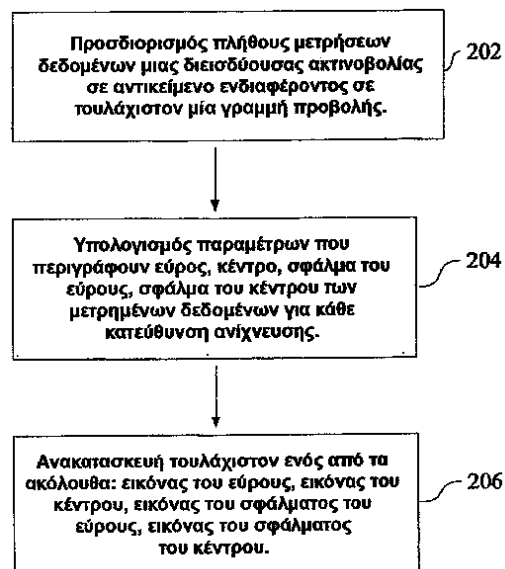 Προσδιορισμός πλήθους μετρήσεων
δεδομένων μιας διεισδύουσας ακτινοβολίας
σε αντικείμενο ενδιαφέροντος σε
τουλάχιστον μία γραμμή προβολής.
202
Υπολογισμός παραμέτρων που
περιγράφουν εύρος, κέντρο, σφάλμα του
εύρους, σφάλμα του κέντρου των
μετρημένων δεδομένων για κάθε
κατεύθυνση ανίχνευσης.
204
Ανακατασκευή τουλάχιστον ενός από τα
ακόλουθα: εικόνας του εύρους, εικόνας του
κέντρου, εικόνας του σφάλματος του
εύρους, εικόνας του σφάλματος
του κέντρου.
206